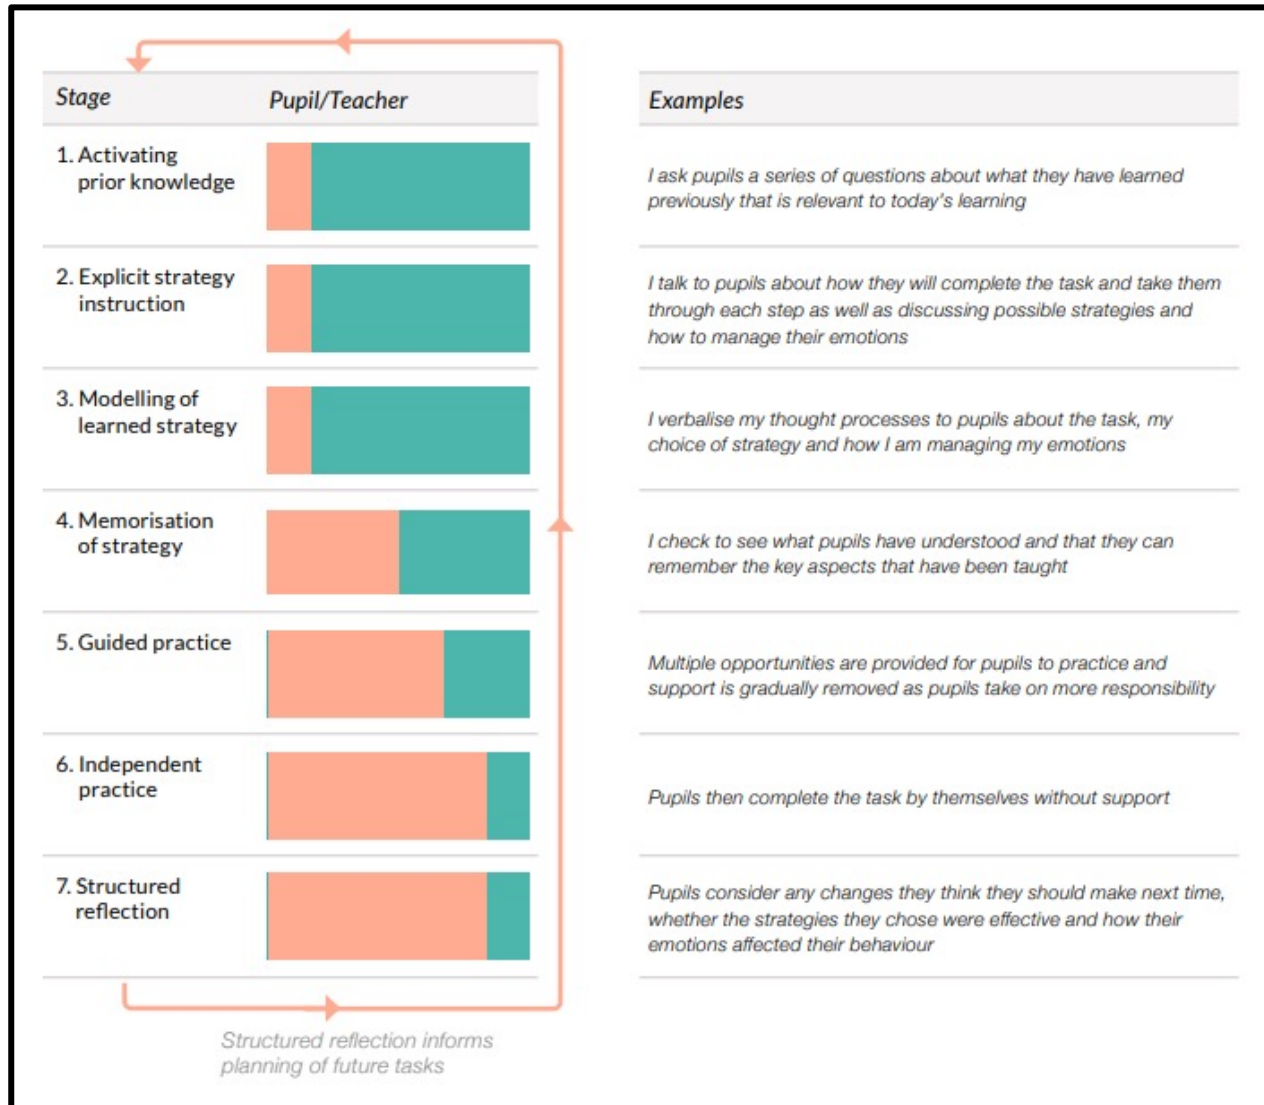 Stage
Pupil/Teacher
Examples
1. Activating
prior knowledge
I ask pupils a series of questions about what they have learned
previously that is relevant to today's learning
2. Explicit strategy
instruction
I talk to pupils about how they will complete the task and take them
through each step as well as discussing possible strategies and
how to manage their emotions
3. Modelling of
learned strategy
I verbalise my thought processes to pupils about the task, my
choice of strategy and how I am managing my emotions
4. Memorisation
of strategy
I check to see what pupils have understood and that they can
remember the key aspects that have been taught
5. Guided practice
Multiple opportunities are provided for pupils to practice and
support is gradually removed as pupils take on more responsibility
6. Independent
practice
Pupils then complete the task by themselves without support
7. Structured
reflection
Pupils consider any changes they think they should make next time,
whether the strategies they chose were effective and how their
emotions affected their behaviour
Structured reflection informs
planning of future tasks